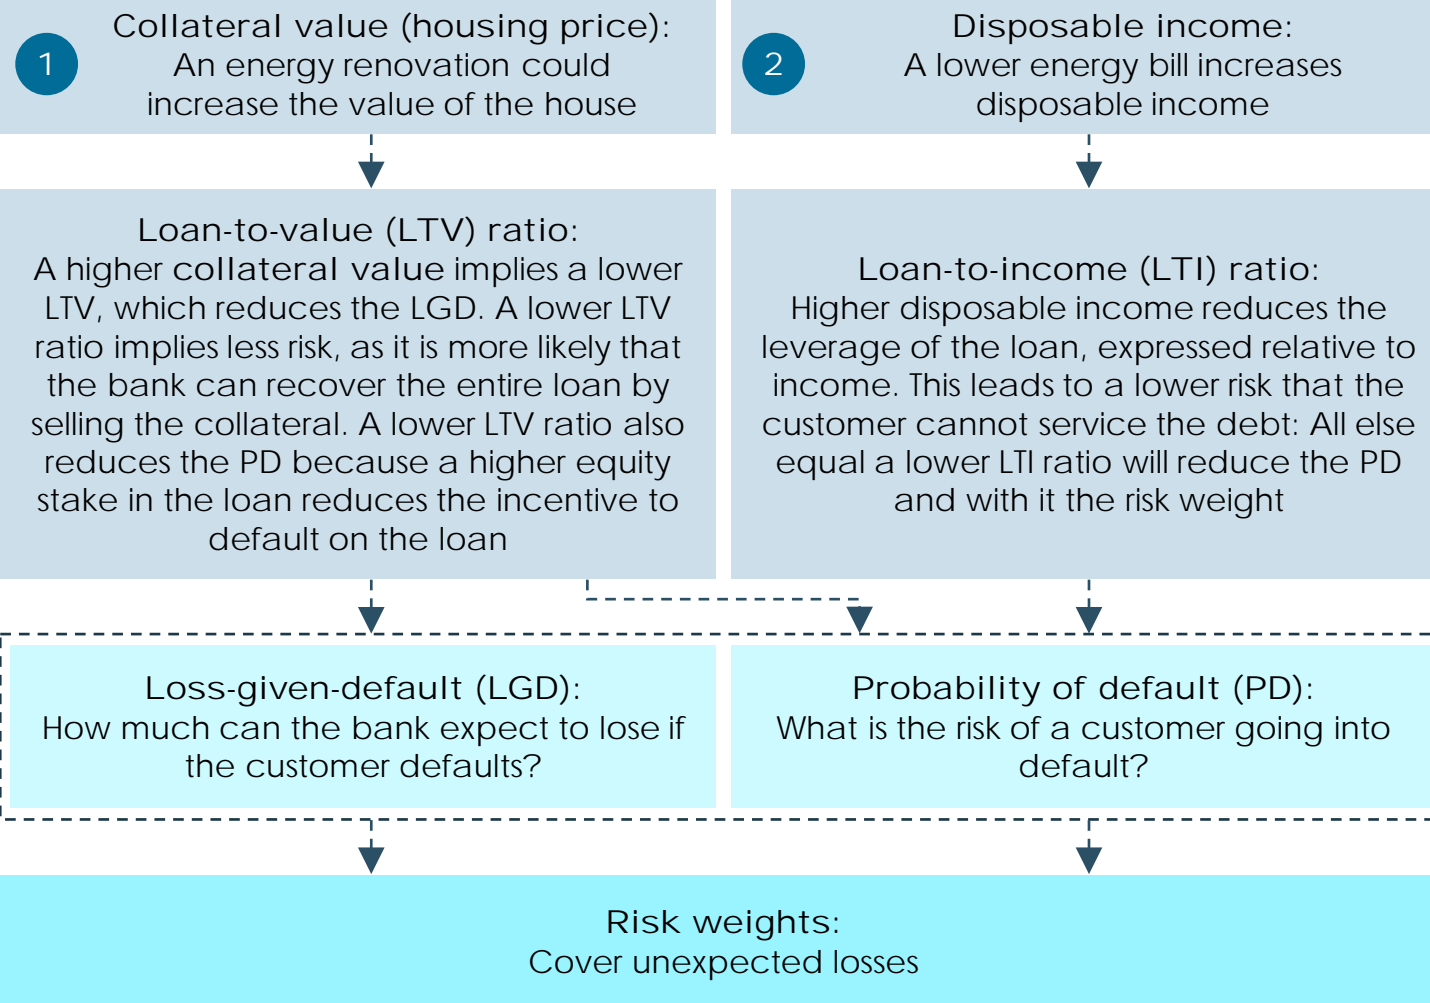 1
Collateral value (housing price):
An energy renovation could
increase the value of the house
2
Disposable income:
A lower energy bill increases
disposable income
Loan-to-value (LTV) ratio:
A higher collateral value implies a lower
LTV, which reduces the LGD. A lower LTV
ratio implies less risk, as it is more likely that
the bank can recover the entire loan by
selling the collateral. A lower LTV ratio also
reduces the PD because a higher equity
stake in the loan reduces the incentive to
default on the loan
Loan-to-income (LTI) ratio:
Higher disposable income reduces the
leverage of the loan, expressed relative to
income. This leads to a lower risk that the
customer cannot service the debt: All else
equal a lower LTI ratio will reduce the PD
and with it the risk weight
Loss-given-default (LGD):
How much can the bank expect to lose if
the customer defaults?
Probability of default (PD):
What is the risk of a customer going into
default?
Risk weights:
Cover unexpected losses